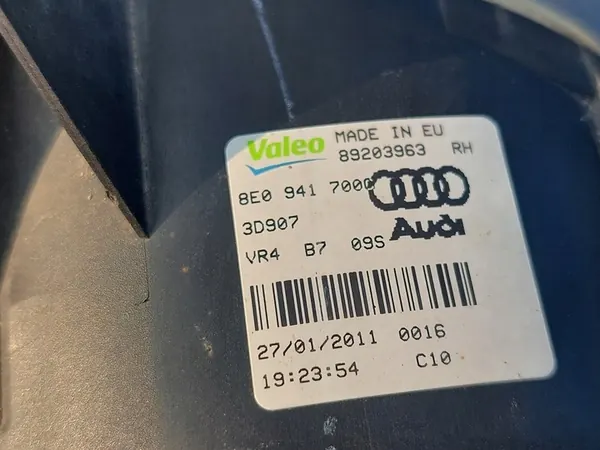 Valeo MADE IN EU
89203963 RH
8E0 941 700
3D907 Audi
VR4 B7 09S
27/01/2011 0016
19:23:54 C10